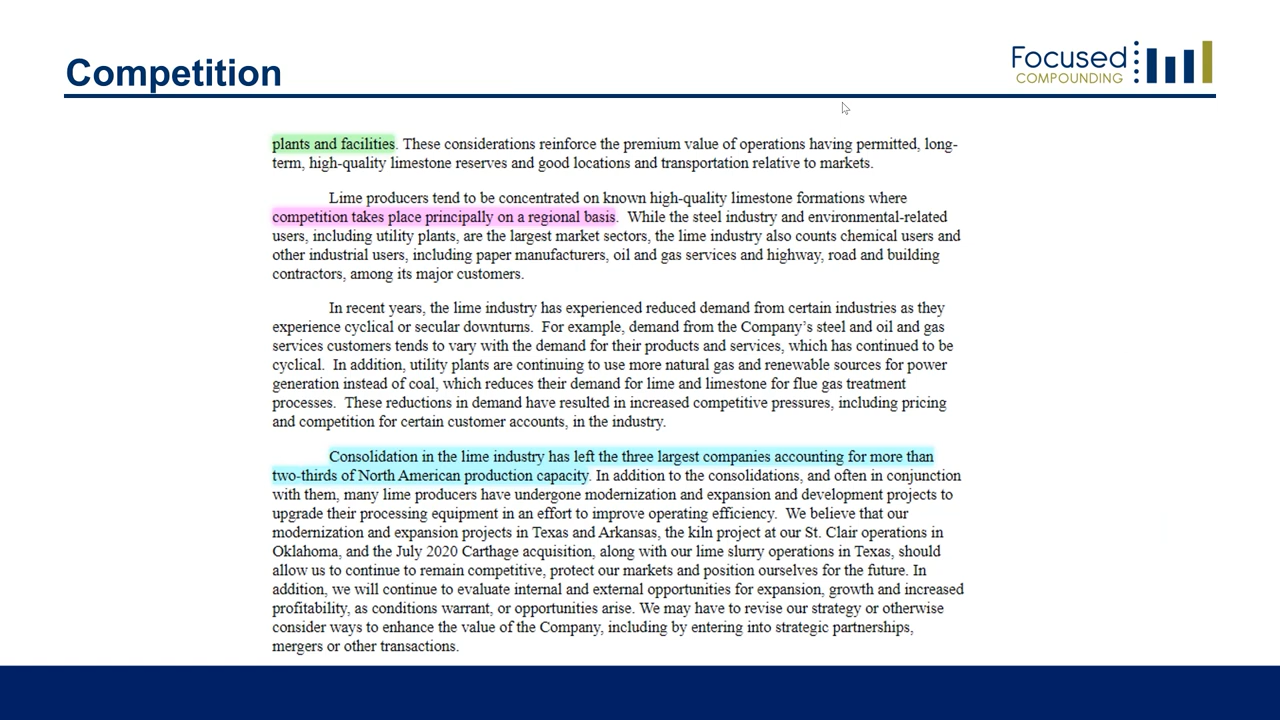 Competition
Focused
COMPOUNDING
plants and facilities. These considerations reinforce the premium value of operations having permitted, long-
term, high-quality limestone reserves and good locations and transportation relative to markets.
Lime producers tend to be concentrated on known high-quality limestone formations where
competition takes place principally on a regional basis. While the steel industry and environmental-related
users, including utility plants, are the largest market sectors, the lime industry also counts chemical users and
other industrial users, including paper manufacturers, oil and gas services and highway, road and building
contractors, among its major customers.
In recent years, the lime industry has experienced reduced demand from certain industries as they
experience cyclical or secular downturns. For example, demand from the Company's steel and oil and gas
services customers tends to vary with the demand for their products and services, which has continued to be
cyclical. In addition, utility plants are continuing to use more natural gas and renewable sources for power
generation instead of coal, which reduces their demand for lime and limestone for flue gas treatment
processes. These reductions in demand have resulted in increased competitive pressures, including pricing
and competition for certain customer accounts, in the industry.
Consolidation in the lime industry has left the three largest companies accounting for more than
two-thirds of North American production capacity. In addition to the consolidations, and often in conjunction
with them, many lime producers have undergone modernization and expansion and development projects to
upgrade their processing equipment in an effort to improve operating efficiency. We believe that our
modernization and expansion projects in Texas and Arkansas, the kiln project at our St. Clair operations in
Oklahoma, and the July 2020 Carthage acquisition, along with our lime slurry operations in Texas, should
allow us to continue to remain competitive, protect our markets and position ourselves for the future. In
addition, we will continue to evaluate internal and external opportunities for expansion, growth and increased
profitability, as conditions warrant, or opportunities arise. We may have to revise our strategy or otherwise
consider ways to enhance the value of the Company, including by entering into strategic partnerships,
mergers or other transactions.